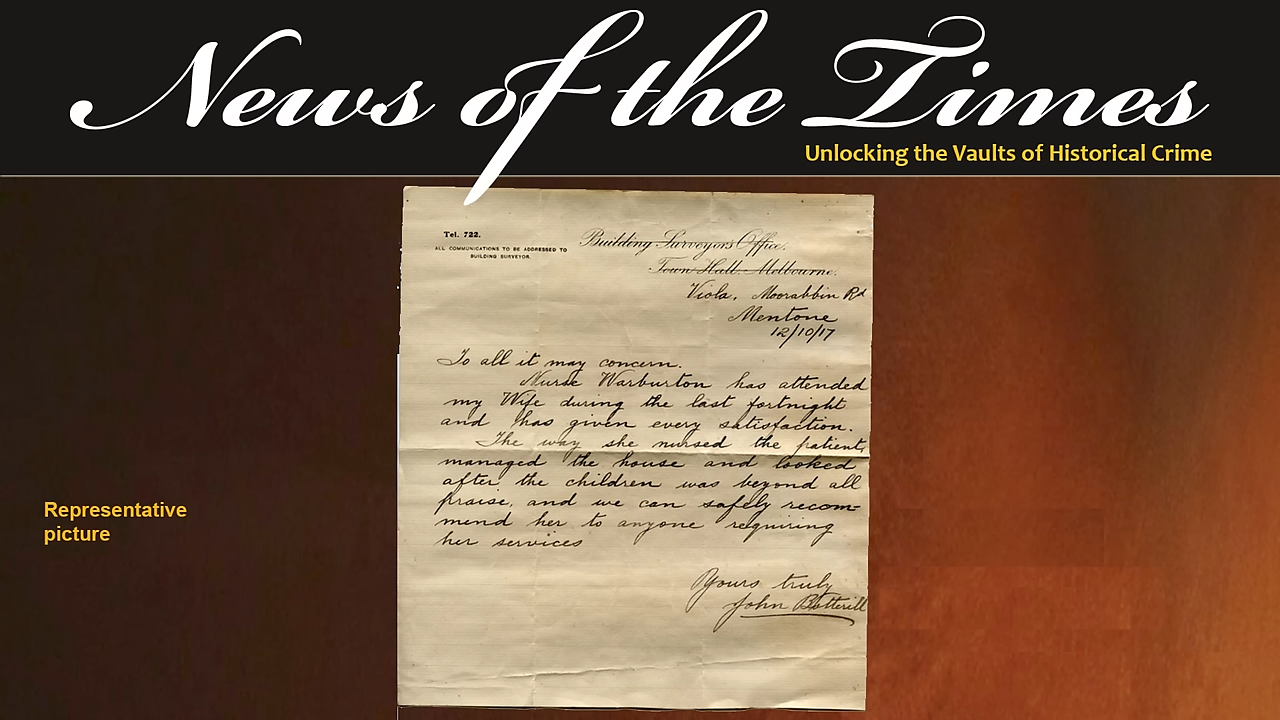 News of the Times
Unlocking the Vaults of Historical Crime
Tel. 722.
ALL COMMUNICATIONS TO BE ADDRESSED TO
BUILDING SURVEYOR.
Building Surveyors Office,
Town Hall, Melbourne.
Viola, Moorabbin Rd
Mentone
12/10/17
To all it may concern.
Nurse Warburton has attended
my Wife during the last fortnight
and has given every satisfaction.
The way she nursed the patient,
managed the house and looked
after the children was beyond all
praise, and we can safely recom-
mend her to anyone requiring
her services
Yours truly
John Botterill
Representative
picture